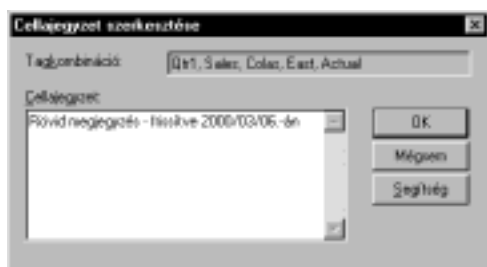 Cellajegyzet szerkesztése
Tagkombináció: Qtr1, Sales, Colas, East, Actual
Cellajegyzet:
Rövid megjegyzés - frissítve 2000/03/06.-án
OK
Mégsem
Segítség